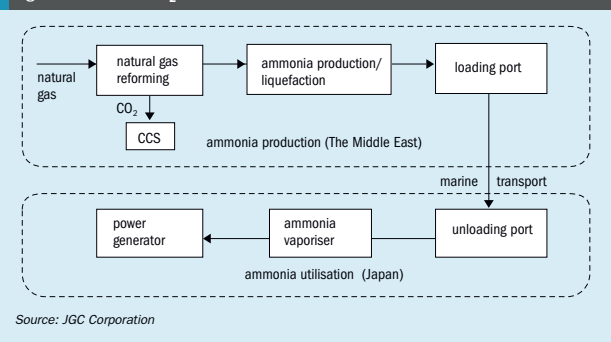 natural gas
reforming
ammonia production/
liquefaction
loading port
natural
gas
CO2
CCS
ammonia production (The Middle East)
marine transport
power
generator
ammonia
vaporiser
unloading port
ammonia utilisation (Japan)
Source: JGC Corporation